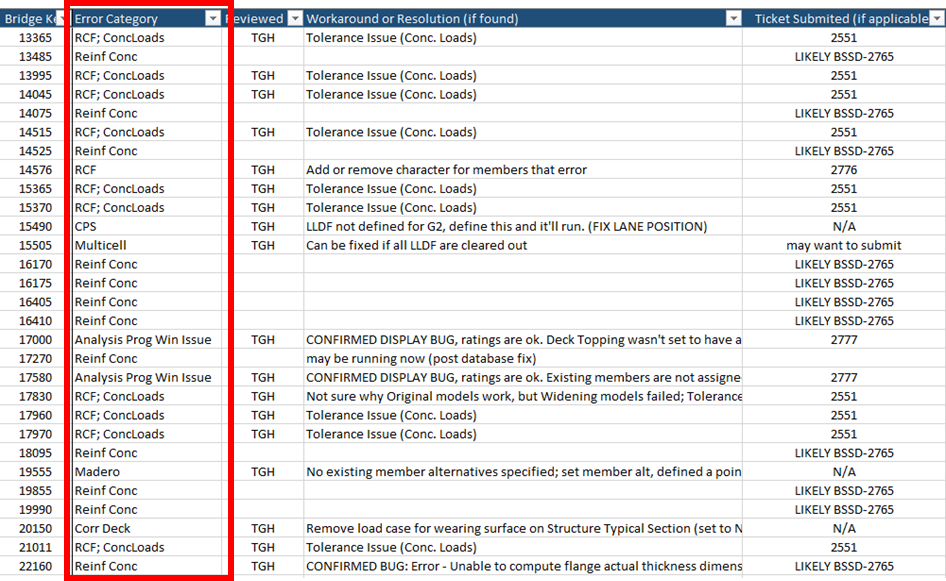 Bridge Ke Error Category Reviewed Workaround or Resolution (if found) Ticket Submited (if applicable
13365 RCF; ConcLoads TGH Tolerance Issue (Conc. Loads) 2551
13485 Reinf Conc LIKELY BSSD-2765
13995 RCF; ConcLoads TGH Tolerance Issue (Conc. Loads) 2551
14045 RCF; ConcLoads TGH Tolerance Issue (Conc. Loads) 2551
14075 Reinf Conc LIKELY BSSD-2765
14515 RCF; ConcLoads TGH Tolerance Issue (Conc. Loads) 2551
14525 Reinf Conc LIKELY BSSD-2765
14576 RCF TGH Add or remove character for members that error 2776
15365 RCF; ConcLoads TGH Tolerance Issue (Conc. Loads) 2551
15370 RCF; ConcLoads TGH Tolerance Issue (Conc. Loads) 2551
15490 CPS TGH LLDF not defined for G2, define this and it'll run. (FIX LANE POSITION) N/A
15505 Multicell TGH Can be fixed if all LLDF are cleared out may want to submit
16170 Reinf Conc LIKELY BSSD-2765
16175 Reinf Conc LIKELY BSSD-2765
16405 Reinf Conc LIKELY BSSD-2765
16410 Reinf Conc LIKELY BSSD-2765
17000 Analysis Prog Win Issue TGH CONFIRMED DISPLAY BUG, ratings are ok. Deck Topping wasn't set to have a 2777
17270 Reinf Conc may be running now (post database fix)
17580 Analysis Prog Win Issue TGH CONFIRMED DISPLAY BUG, ratings are ok. Existing members are not assigne 2777
17830 RCF; ConcLoads TGH Not sure why Original models work, but Widening models failed; Tolerance 2551
17960 RCF; ConcLoads TGH Tolerance Issue (Conc. Loads) 2551
17970 RCF; ConcLoads TGH Tolerance Issue (Conc. Loads) 2551
18095 Reinf Conc LIKELY BSSD-2765
19555 Madero TGH No existing member alternatives specified; set member alt, defined a poin N/A
19855 Reinf Conc LIKELY BSSD-2765
19990 Reinf Conc LIKELY BSSD-2765
20150 Corr Deck TGH Remove load case for wearing surface on Structure Typical Section (set to N N/A
21011 RCF; ConcLoads TGH Tolerance Issue (Conc. Loads) 2551
22160 Reinf Conc TGH CONFIRMED BUG: Error - Unable to compute flange actual thickness dimens LIKELY BSSD-2765